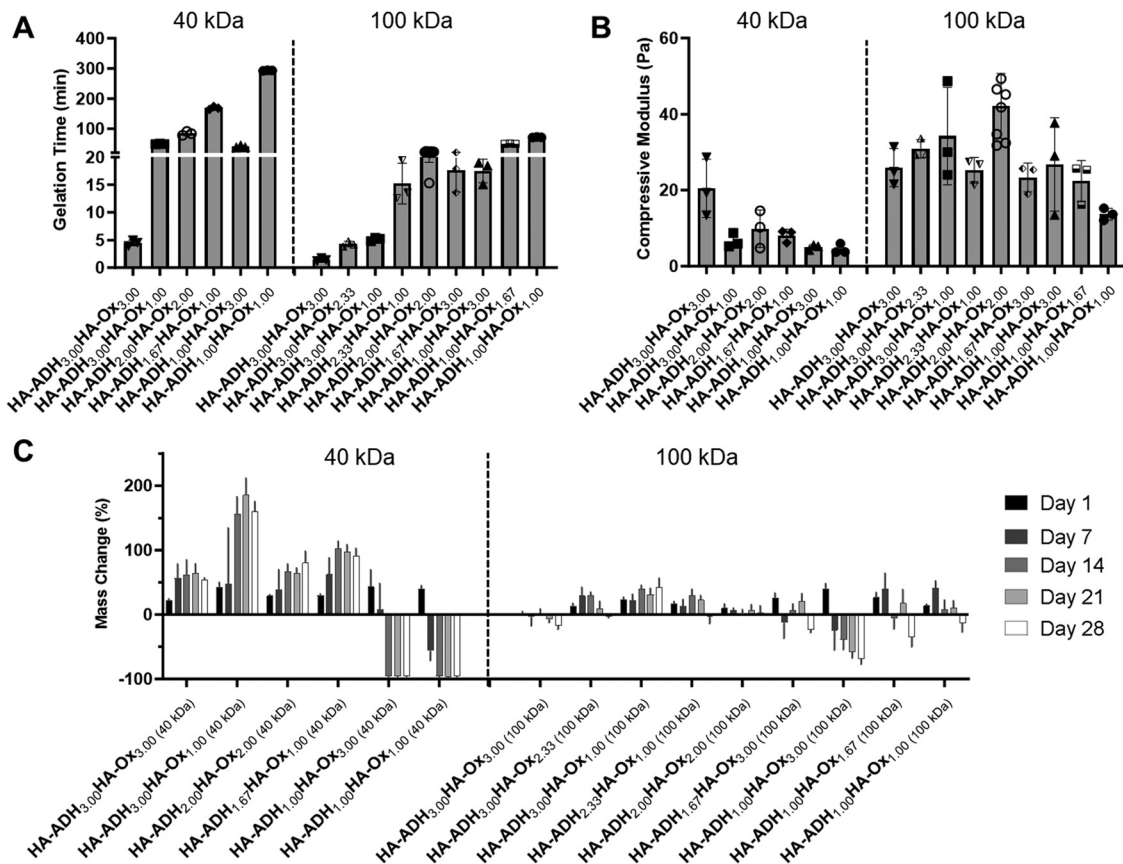 A
40 kDa
100 kDa
Gelation Time (min)
400
300
200
100
20
15
10
5
0
HA-ADH3.00HA-Ox3.00
HA-ADH3.00HA-Ox1.00
HA-ADH2.00HA-Ox2.00
HA-ADH1.67HA-Ox1.00
HA-ADH1.00HA-Ox3.00
HA-ADH1.00HA-Ox1.00
HA-ADH3.00HA-Ox3.00
HA-ADH3.00HA-Ox2.33
HA-ADH3.00HA-Ox1.00
HA-ADH2.33HA-Ox1.00
HA-ADH2.00HA-Ox2.00
HA-ADH1.67HA-Ox3.00
HA-ADH1.00HA-Ox3.00
HA-ADH1.00HA-Ox1.67
HA-ADH1.00HA-Ox1.00
B
40 kDa
100 kDa
Compressive Modulus (Pa)
60
40
20
0
HA-ADH3.00HA-Ox3.00
HA-ADH3.00HA-Ox1.00
HA-ADH2.00HA-Ox2.00
HA-ADH1.67HA-Ox1.00
HA-ADH1.00HA-Ox3.00
HA-ADH1.00HA-Ox1.00
HA-ADH3.00HA-Ox3.00
HA-ADH3.00HA-Ox2.33
HA-ADH3.00HA-Ox1.00
HA-ADH2.33HA-Ox1.00
HA-ADH2.00HA-Ox2.00
HA-ADH1.67HA-Ox3.00
HA-ADH1.00HA-Ox3.00
HA-ADH1.00HA-Ox1.67
HA-ADH1.00HA-Ox1.00
C
40 kDa
100 kDa
Mass Change (%)
200
100
0
-100
HA-ADH3.00HA-Ox3.00 (40 kDa)
HA-ADH3.00HA-Ox1.00 (40 kDa)
HA-ADH2.00HA-Ox2.00 (40 kDa)
HA-ADH1.67HA-Ox1.00 (40 kDa)
HA-ADH1.00HA-Ox3.00 (40 kDa)
HA-ADH1.00HA-Ox1.00 (40 kDa)
HA-ADH3.00HA-Ox3.00 (100 kDa)
HA-ADH3.00HA-Ox2.33 (100 kDa)
HA-ADH3.00HA-Ox1.00 (100 kDa)
HA-ADH2.33HA-Ox1.00 (100 kDa)
HA-ADH2.00HA-Ox2.00 (100 kDa)
HA-ADH1.67HA-Ox3.00 (100 kDa)
HA-ADH1.00HA-Ox3.00 (100 kDa)
HA-ADH1.00HA-Ox1.67 (100 kDa)
HA-ADH1.00HA-Ox1.00 (100 kDa)
Day 1
Day 7
Day 14
Day 21
Day 28